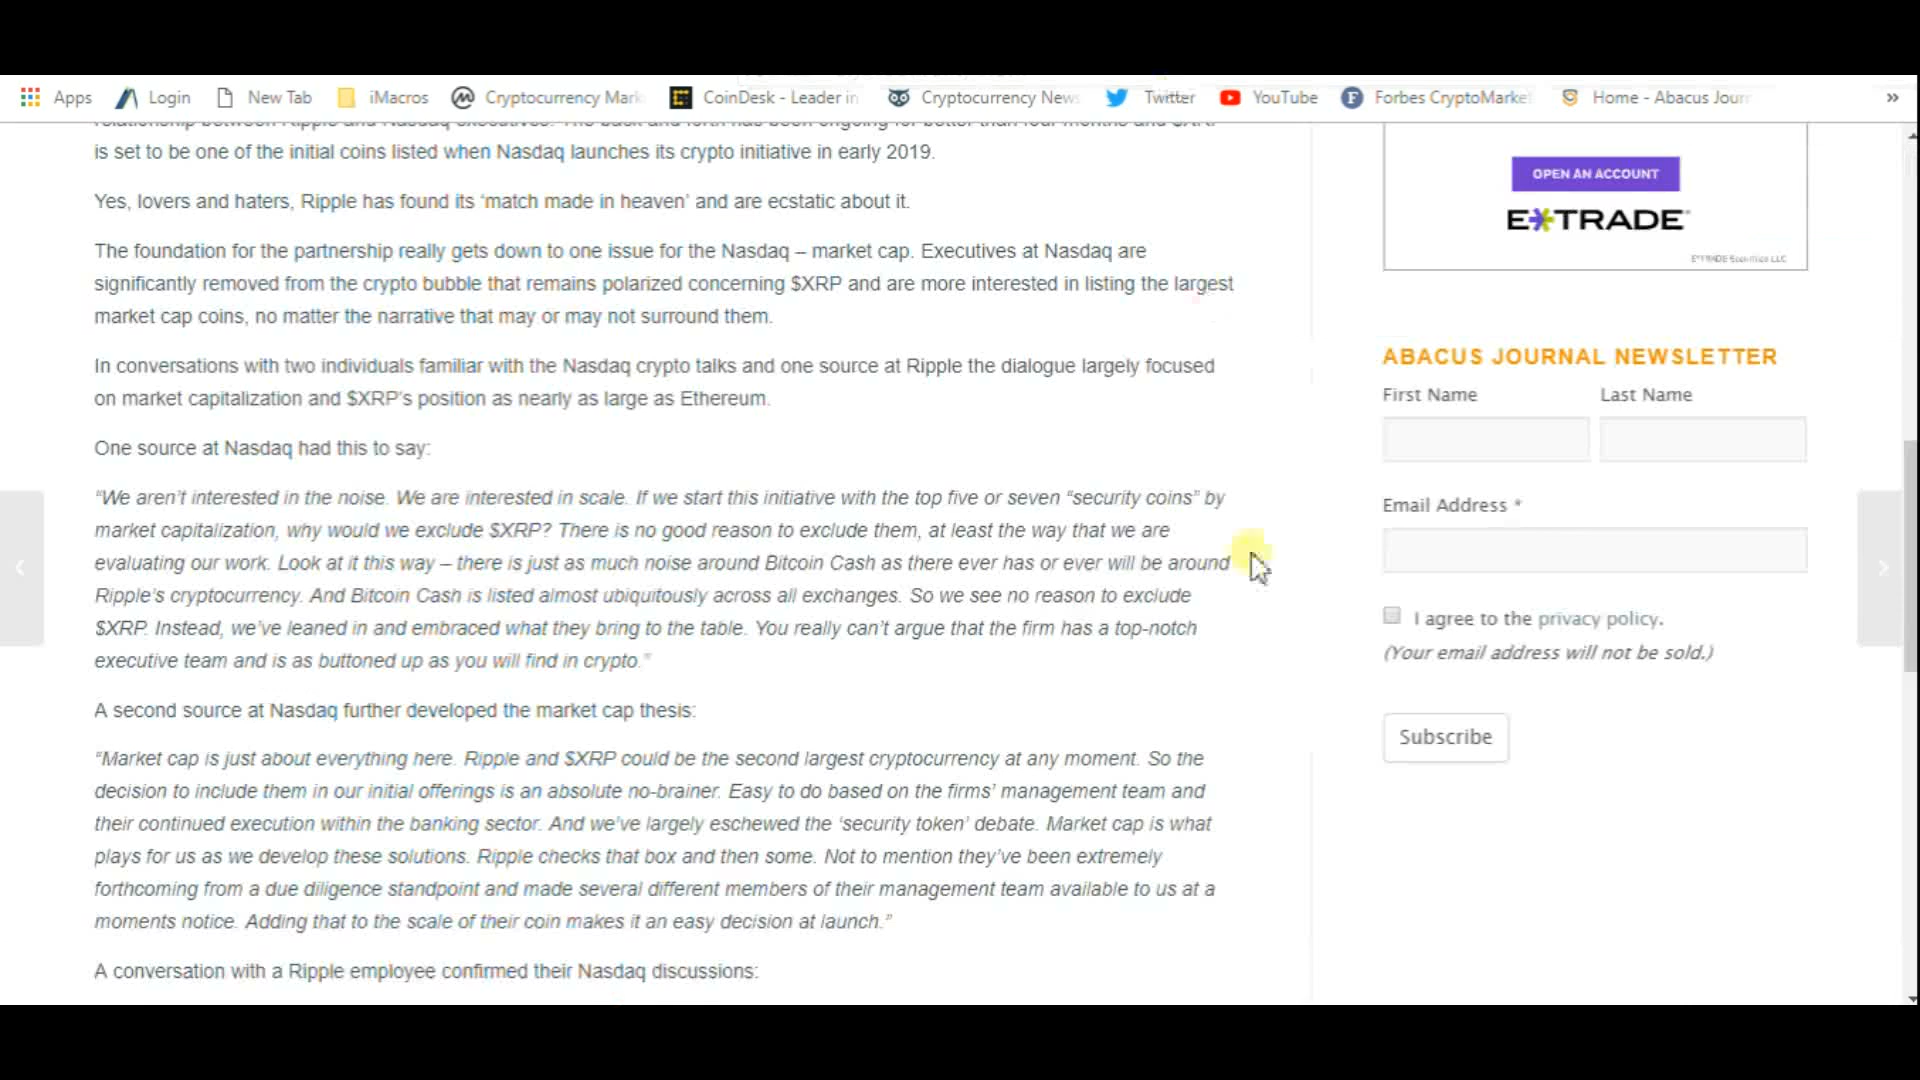 Apps
Login
New Tab
iMacros
Cryptocurrency Mark
CoinDesk - Leader in
Cryptocurrency News
Twitter
YouTube
Forbes CryptoMarket
Home - Abacus Journ
»
relationship between Ripple and Nasdaq executives. The back and forth has been ongoing for better than four months and $XRP
is set to be one of the initial coins listed when Nasdaq launches its crypto initiative in early 2019.
Yes, lovers and haters, Ripple has found its ‘match made in heaven’ and are ecstatic about it.
The foundation for the partnership really gets down to one issue for the Nasdaq – market cap. Executives at Nasdaq are
significantly removed from the crypto bubble that remains polarized concerning $XRP and are more interested in listing the largest
market cap coins, no matter the narrative that may or may not surround them.
In conversations with two individuals familiar with the Nasdaq crypto talks and one source at Ripple the dialogue largely focused
on market capitalization and $XRP’s position as nearly as large as Ethereum.
One source at Nasdaq had this to say:
“We aren’t interested in the noise. We are interested in scale. If we start this initiative with the top five or seven “security coins” by
market capitalization, why would we exclude $XRP? There is no good reason to exclude them, at least the way that we are
evaluating our work. Look at it this way – there is just as much noise around Bitcoin Cash as there ever has or ever will be around
Ripple’s cryptocurrency. And Bitcoin Cash is listed almost ubiquitously across all exchanges. So we see no reason to exclude
$XRP. Instead, we’ve leaned in and embraced what they bring to the table. You really can’t argue that the firm has a top-notch
executive team and is as buttoned up as you will find in crypto.”
A second source at Nasdaq further developed the market cap thesis:
“Market cap is just about everything here. Ripple and $XRP could be the second largest cryptocurrency at any moment. So the
decision to include them in our initial offerings is an absolute no-brainer. Easy to do based on the firms’ management team and
their continued execution within the banking sector. And we’ve largely eschewed the ‘security token’ debate. Market cap is what
plays for us as we develop these solutions. Ripple checks that box and then some. Not to mention they’ve been extremely
forthcoming from a due diligence standpoint and made several different members of their management team available to us at a
moments notice. Adding that to the scale of their coin makes it an easy decision at launch.”
A conversation with a Ripple employee confirmed their Nasdaq discussions:
OPEN AN ACCOUNT
E*TRADE
E*TRADE Securities LLC
ABACUS JOURNAL NEWSLETTER
First Name
Last Name
Email Address *
I agree to the privacy policy.
(Your email address will not be sold.)
Subscribe